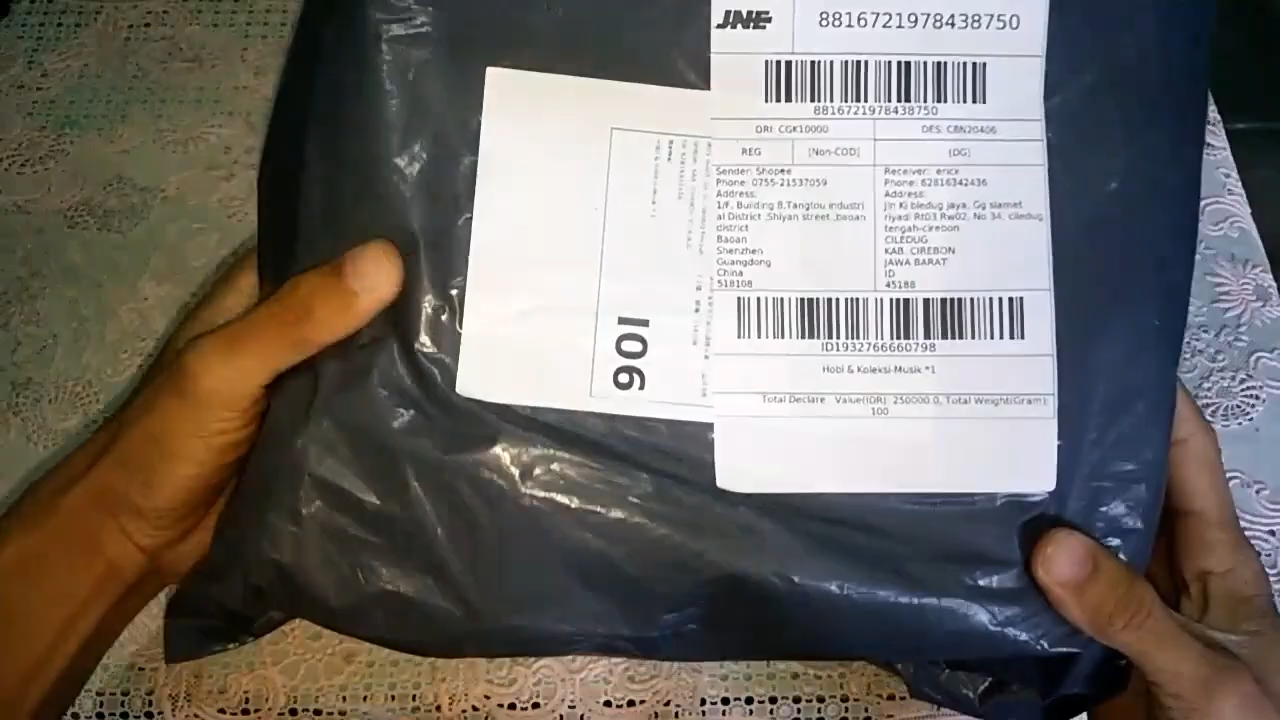 JNE
8816721978438750
8816721978438750
ORI: CGK10000
DES: CBN20406
REG
[Non-COD]
[DG]
Sender: Shopee
Phone: 0755-21537059
Address:
1/F, Building 8,Tangtou industri
al District ,Shiyan street ,baoan
district
Baoan
Shenzhen
Guangdong
China
518108
Receiver: erick
Phone: 62816342436
Address:
Jln Ki bledug jaya, Gg slamet
riyadi Rt03 Rw02, No 34, ciledug
tengah-cirebon
CILEDUG
KAB. CIREBON
JAWA BARAT
ID
45188
ID1932766660798
Hobi & Koleksi-Musik *1
Total Declare Value(IDR): 250000.0, Total Weight(Gram):
100
106